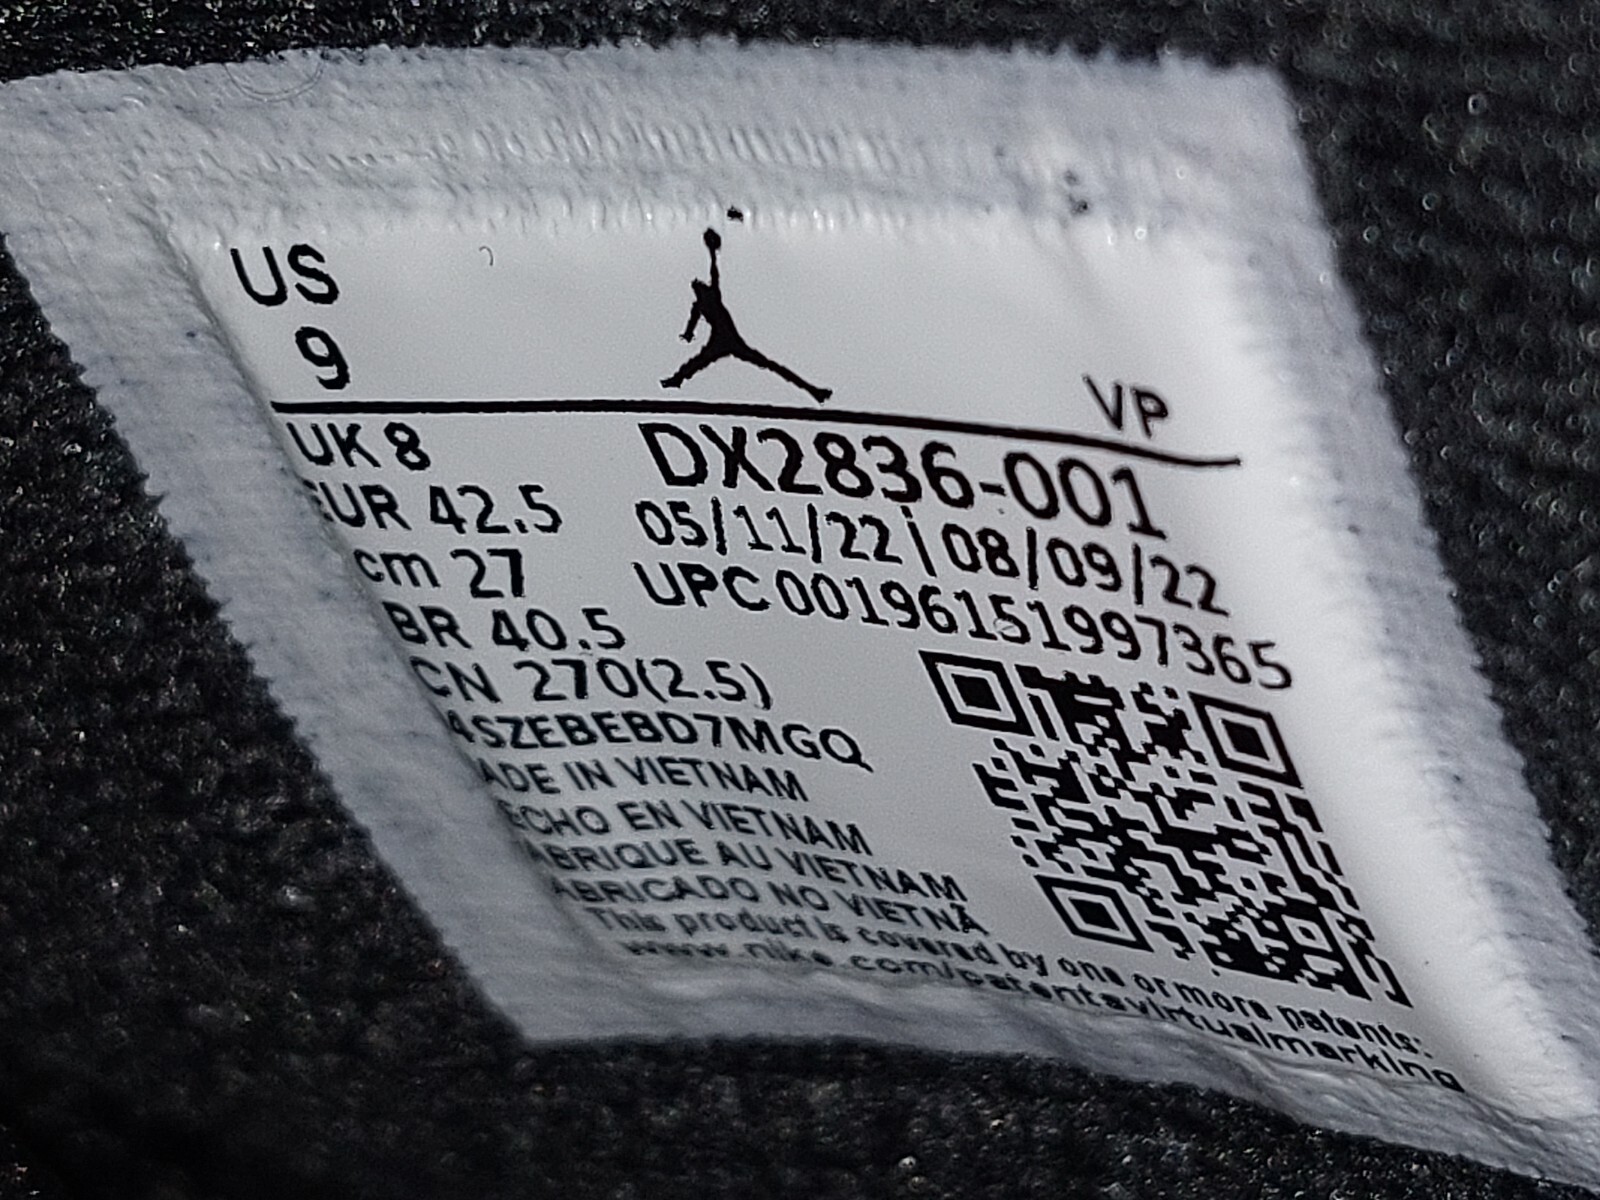 US
9
VP
UK 8
EUR 42.5
cm 27
BR 40.5
CN 270(2.5)
4SZEBEBD7MGQ
DX2836-001
05/11/22|08/09/22
UPC 00196151997365
ADE IN VIETNAM
ECHO EN VIETNAM
ABRIQUE AU VIETNAM
ABRICADO NO VIETNÃ
This product is covered by one or more patents:
www.nike.com/patentavirtualmarking